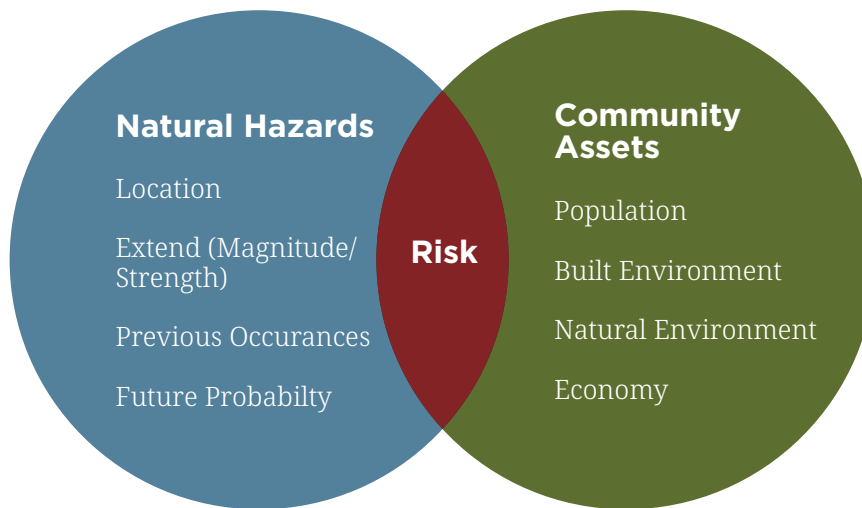 Natural Hazards
Location
Extend (Magnitude/
Strength)
Previous Occurances
Future Probabilty
Risk
Community
Assets
Population
Built Environment
Natural Environment
Economy